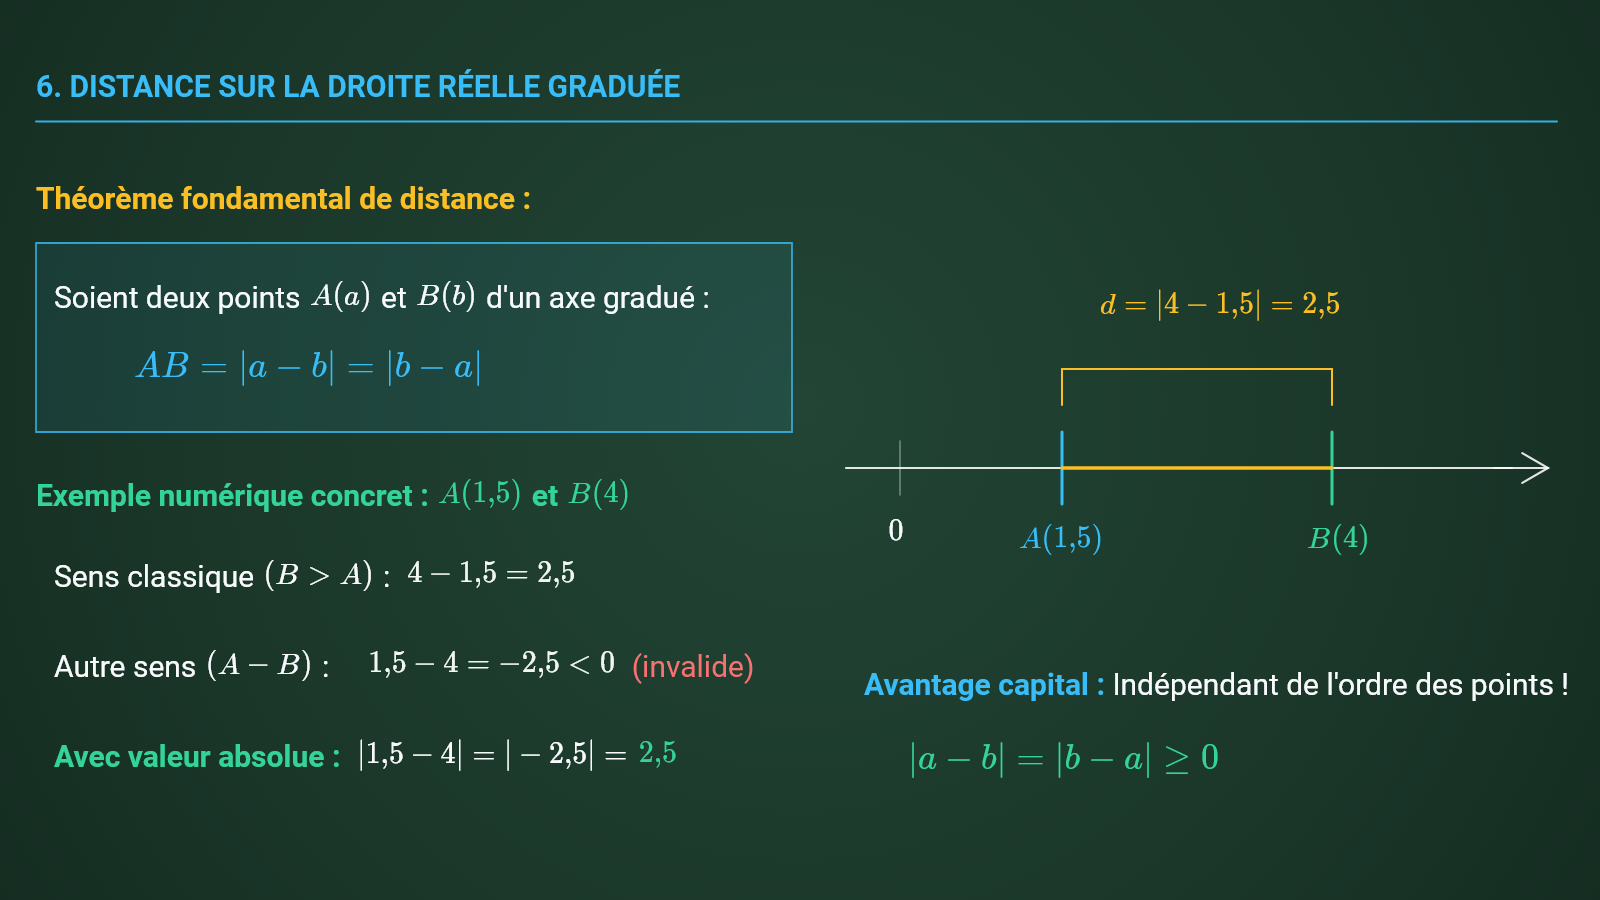 6. DISTANCE SUR LA DROITE RÉELLE GRADUÉE
Théorème fondamental de distance :
Soient deux points A(a) et B(b) d'un axe gradué :
AB = |a − b| = |b − a|
Exemple numérique concret : A(1,5) et B(4)
Sens classique (B > A) : 4 − 1,5 = 2,5
Autre sens (A − B) : 1,5 − 4 = −2,5 < 0 (invalide)
Avec valeur absolue : |1,5 − 4| = | − 2,5| = 2,5
d = |4 − 1,5| = 2,5
0
A(1,5)
B(4)
Avantage capital : Indépendant de l'ordre des points !
|a − b| = |b − a| ≥ 0